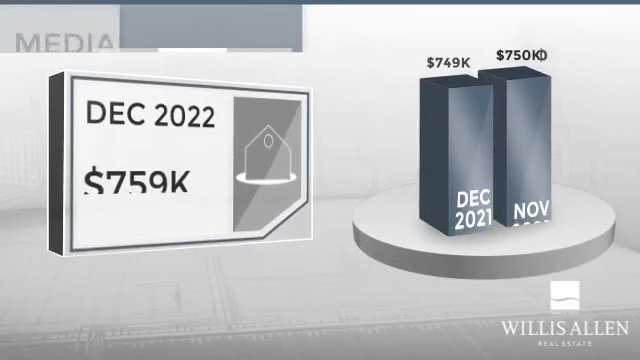 MEDIA
DEC 2022
$759K
$749K
$750K
DEC
2021
NOV
WILLIS ALLEN
REAL ESTATE